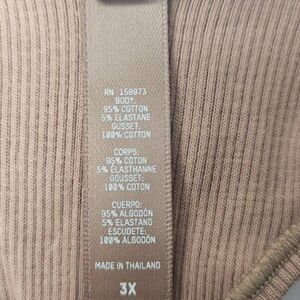 RN 158973
BODY:
95% COTTON
5% ELASTANE
GUSSET:
100% COTTON
CORPS:
95% COTON
5% ELASTHANNE
GOUSSET:
100% COTON
CUERPO:
95% ALGODÓN
5% ELASTANO
ESCUDETE:
100% ALGODÓN
MADE IN THAILAND
3X